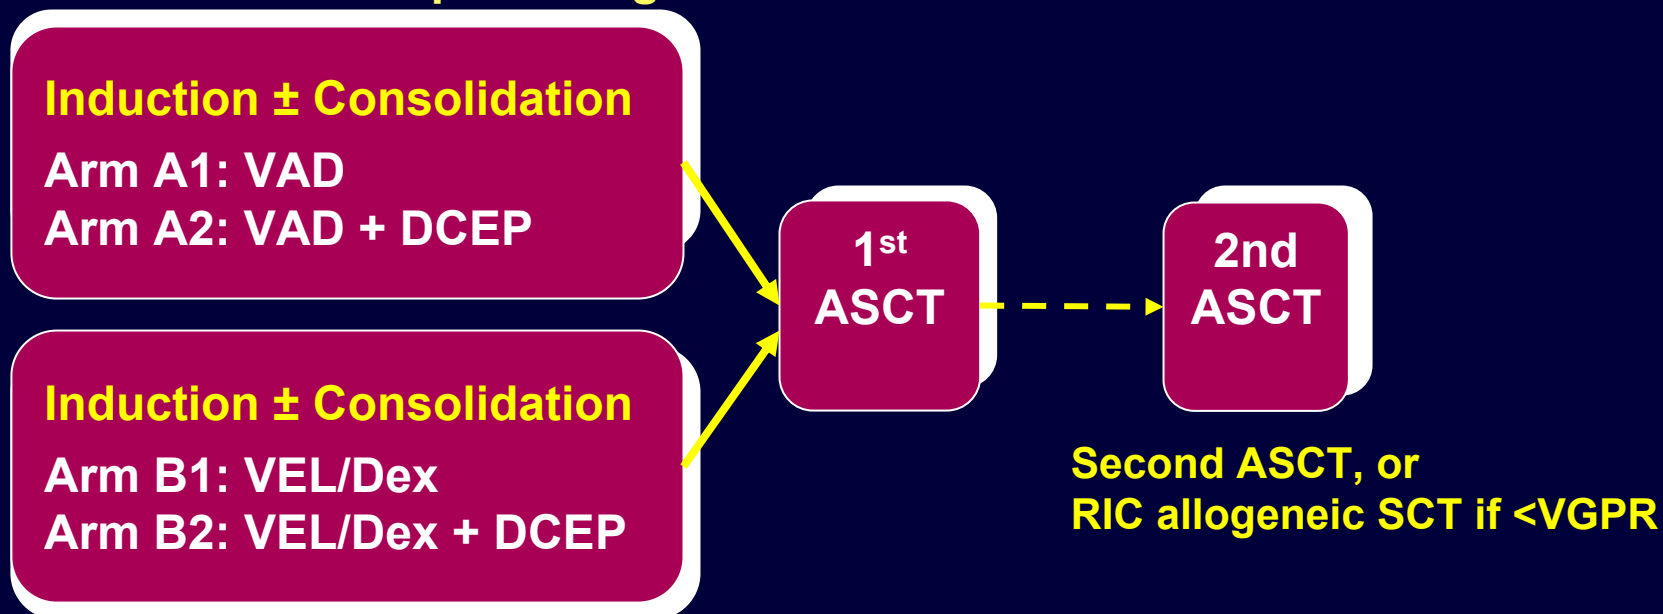 Induction ± Consolidation
Arm A1: VAD
Arm A2: VAD + DCEP
Induction ± Consolidation
Arm B1: VEL/Dex
Arm B2: VEL/Dex + DCEP
1st
ASCT
2nd
ASCT
Second ASCT, or
RIC allogeneic SCT if <VGPR